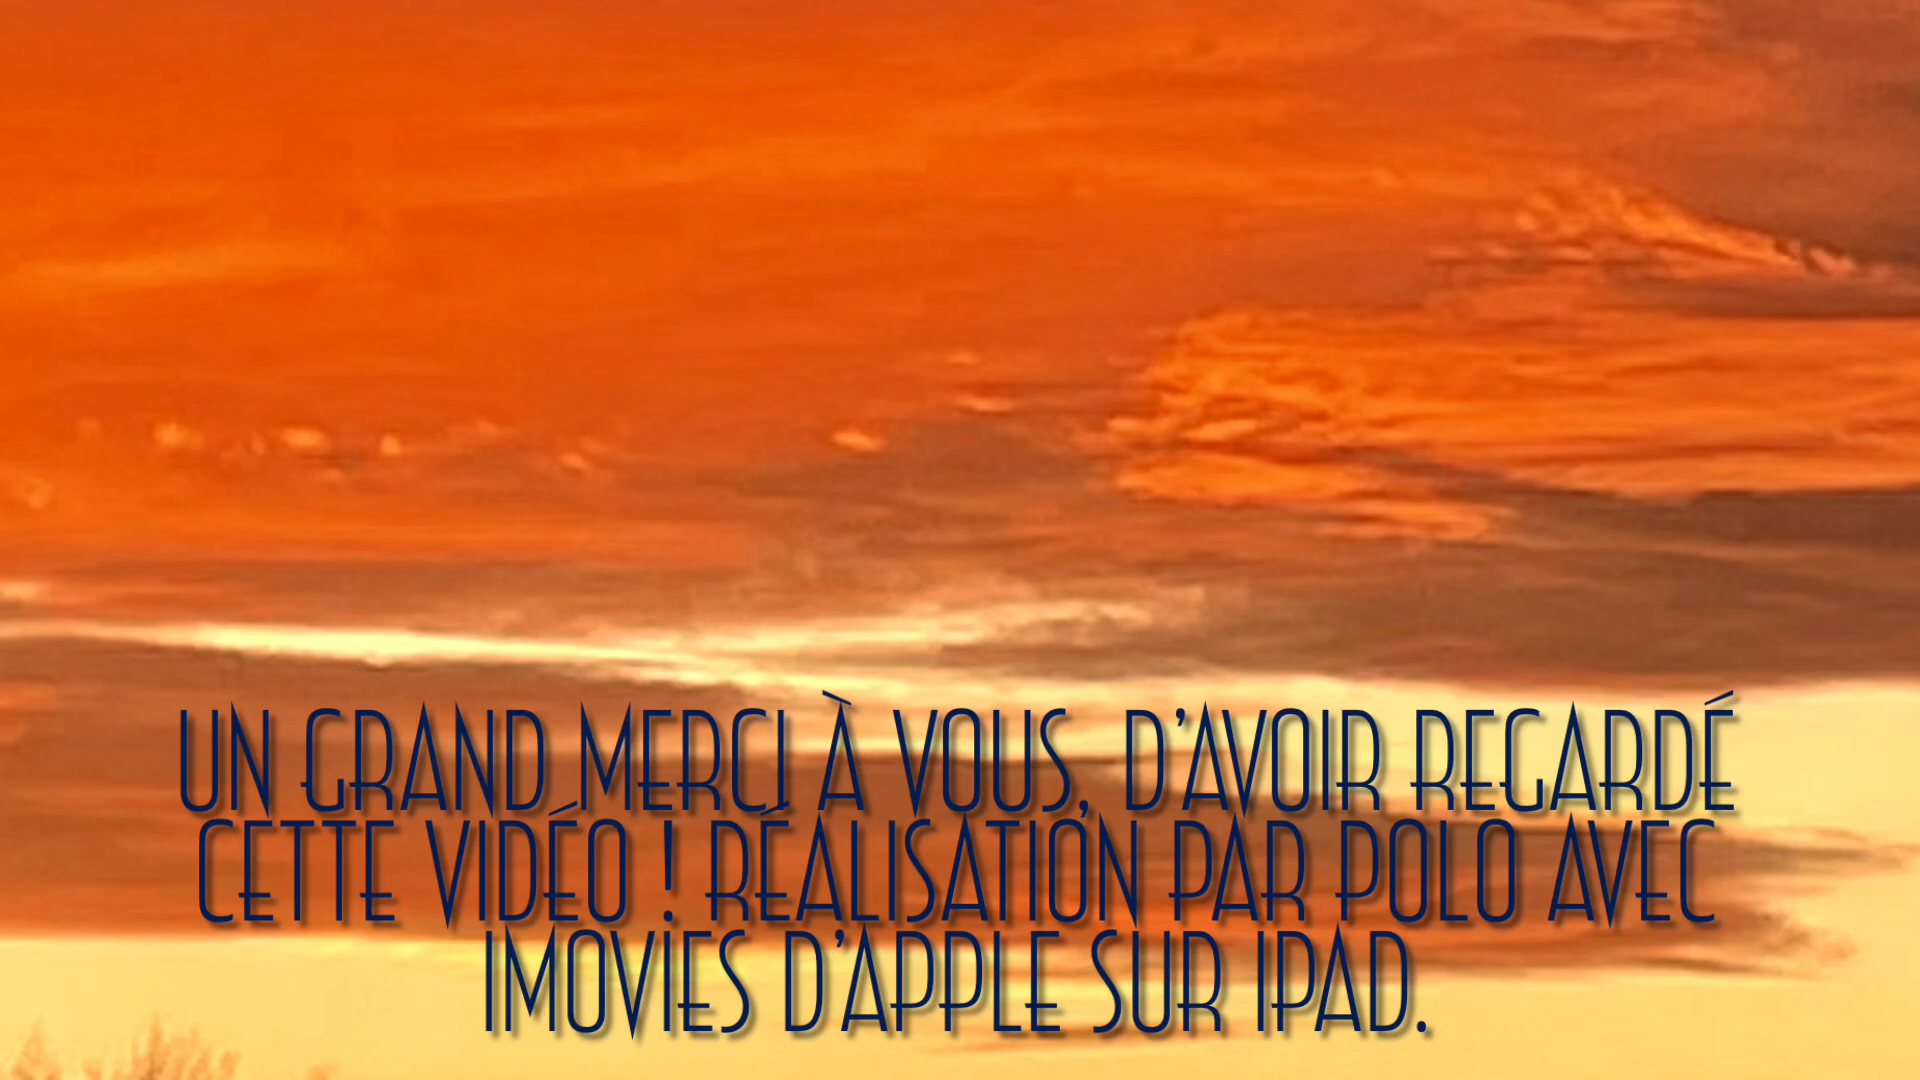 UN GRAND MERCI À VOUS, D'AVOIR REGARDÉ
CETTE VIDÉO ! RÉALISATION PAR POLO AVEC
IMOVIES D'APPLE SUR IPAD.